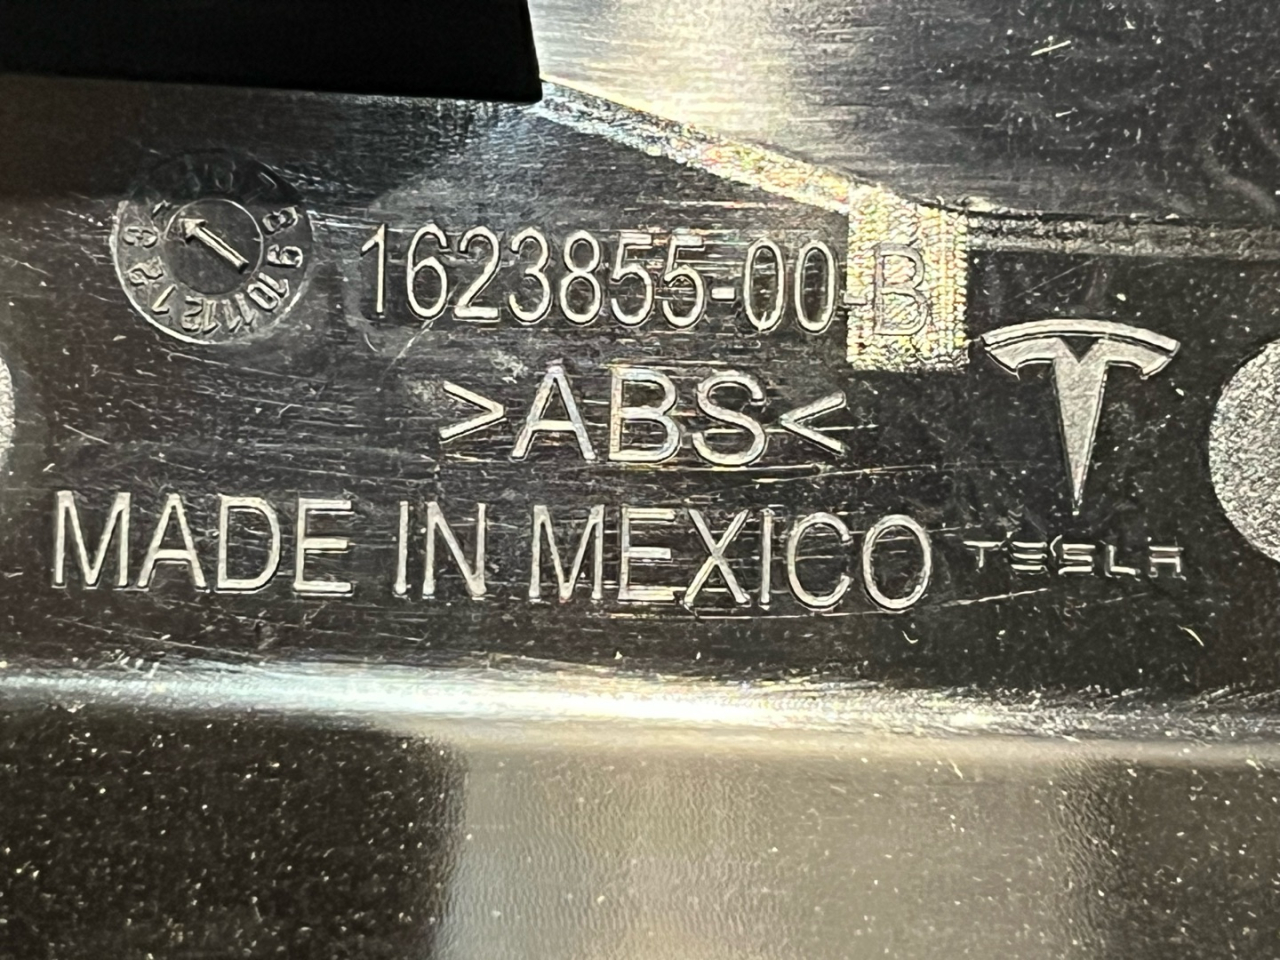 1623855-00-B
>ABS<
MADE IN MEXICO
TESLA